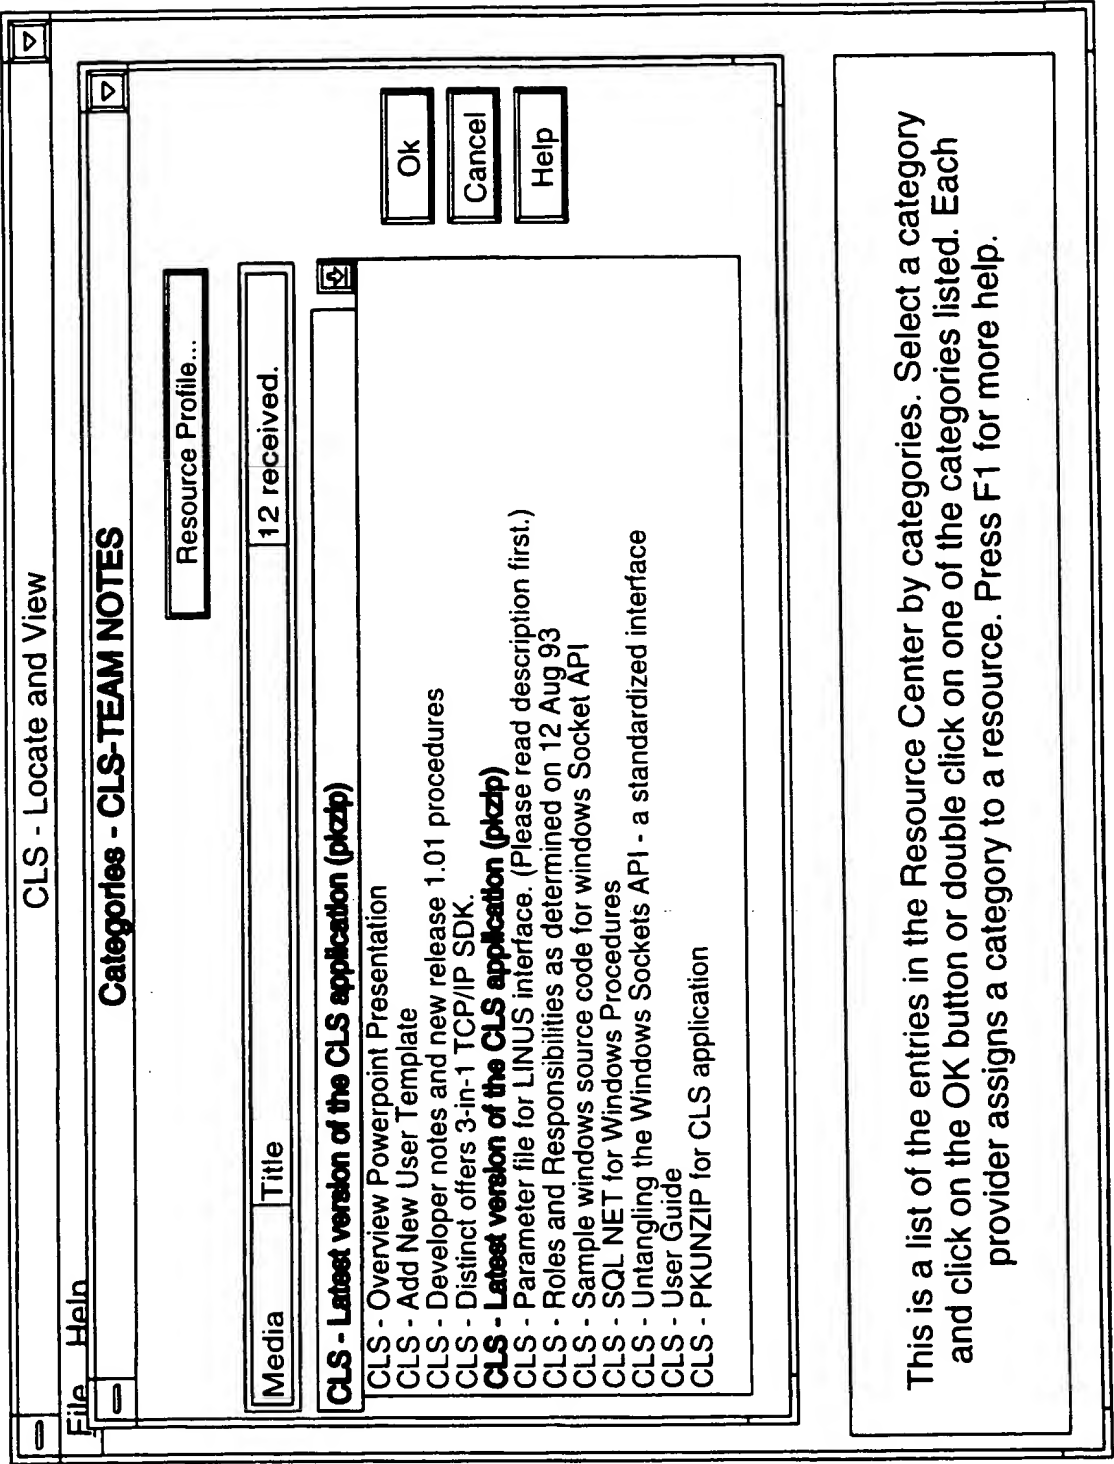 CLS - Locate and View
File Help
Categories - CLS-TEAM NOTES
Resource Profile...
Media Title 12 received.
CLS - Latest version of the CLS application (pkzip)
CLS - Overview Powerpoint Presentation
CLS - Add New User Template
CLS - Developer notes and new release 1.01 procedures
CLS - Distinct offers 3-in-1 TCP/IP SDK.
CLS - Latest version of the CLS application (pkzip)
CLS - Parameter file for LINUS interface. (Please read description first.)
CLS - Roles and Responsibilities as determined on 12 Aug 93
CLS - Sample windows source code for windows Socket API
CLS - SQL NET for Windows Procedures
CLS - Untangling the Windows Sockets API - a standardized interface
CLS - User Guide
CLS - PKUNZIP for CLS application
Ok
Cancel
Help
This is a list of the entries in the Resource Center by categories. Select a category
and click on the OK button or double click on one of the categories listed. Each
provider assigns a category to a resource. Press F1 for more help.